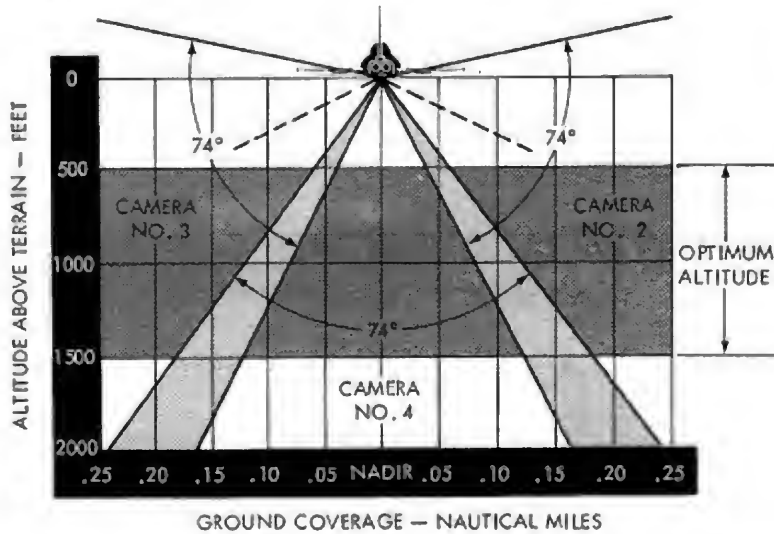 0
74°
74°
500
CAMERA
NO. 3
CAMERA
NO. 2
OPTIMUM
ALTITUDE
1000
74°
1500
CAMERA
NO. 4
2000
.25 .20 .15 .10 .05 NADIR .05 .10 .15 .20 .25
ALTITUDE ABOVE TERRAIN — FEET
GROUND COVERAGE — NAUTICAL MILES